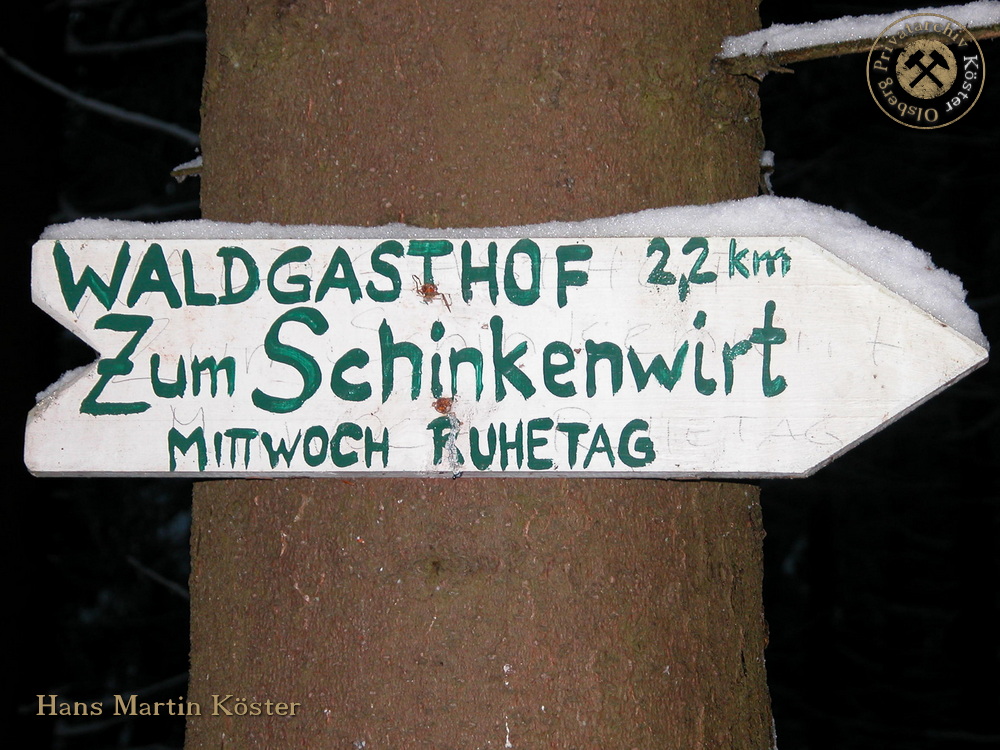 Privatarchiv Köster Olsberg
WALDGASTHOF 2,2 km
Zum Schinkenwirt
MITTWOCH RUHETAG
Hans Martin Köster